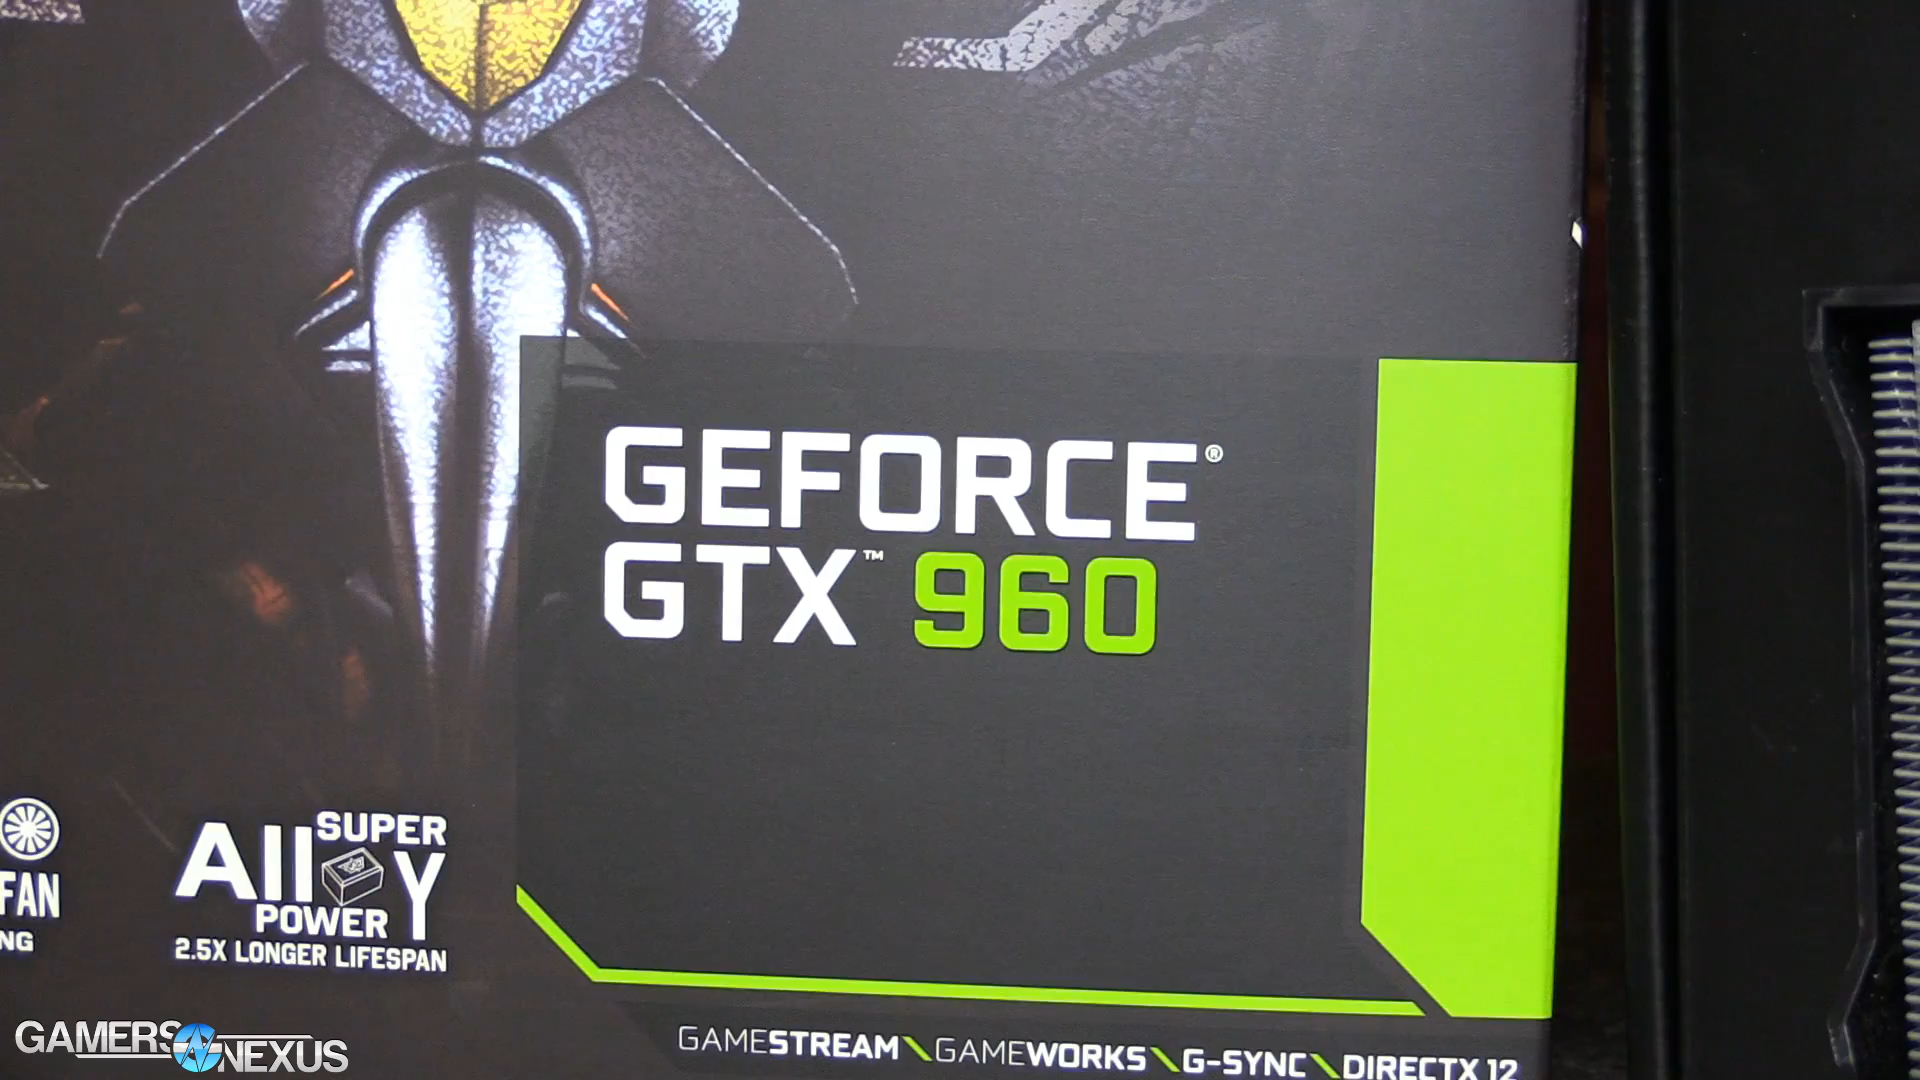 GEFORCE®
GTX™ 960
FAN
NG
SUPER
AlloY
POWER
2.5X LONGER LIFESPAN
GAMESTREAM\GAMEWORKS\G-SYNC\DIRECTX 12
GAMERS NEXUS